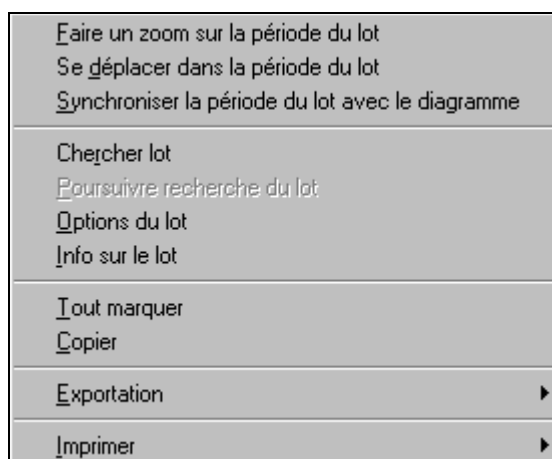 Faire un zoom sur la période du lot
Se déplacer dans la période du lot
Synchroniser la période du lot avec le diagramme
Chercher lot
Poursuivre recherche du lot
Options du lot
Info sur le lot
Tout marquer
Copier
Exportation
Imprimer